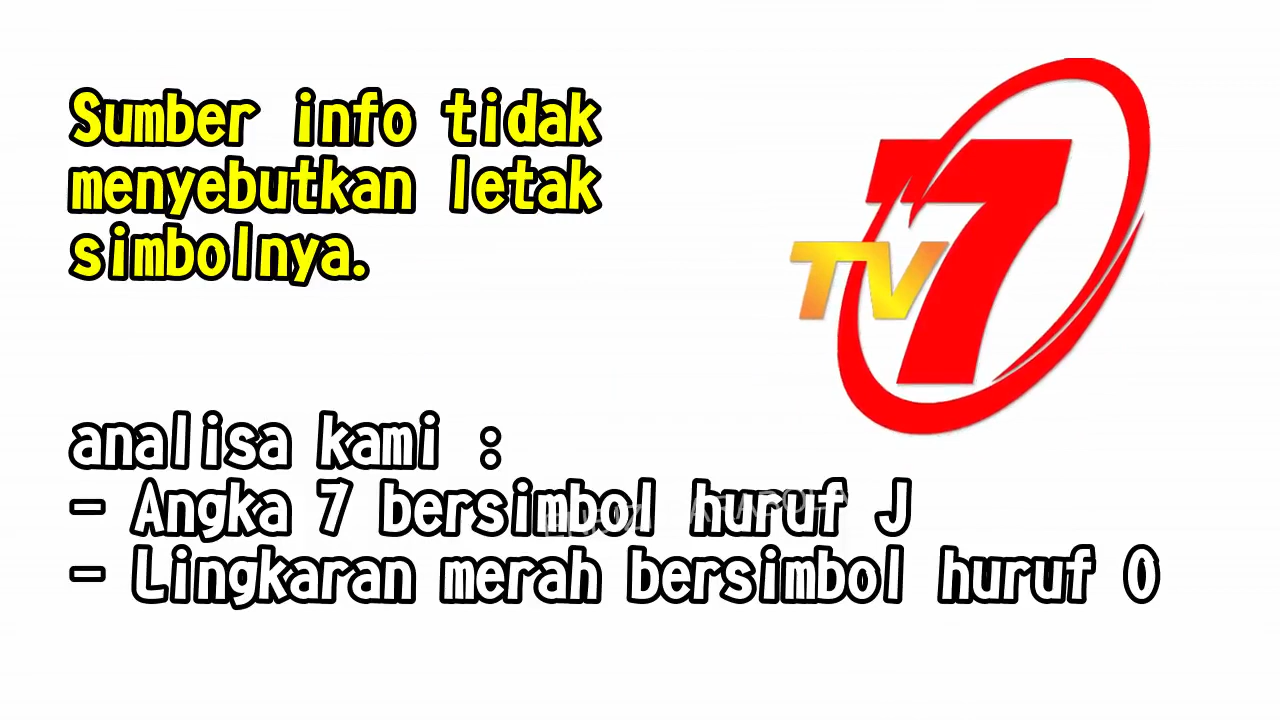 Sumber info tidak
menyebutkan letak
simbolnya.
TV7
analisa kami :
- Angka 7 bersimbol huruf J
- Lingkaran merah bersimbol huruf O